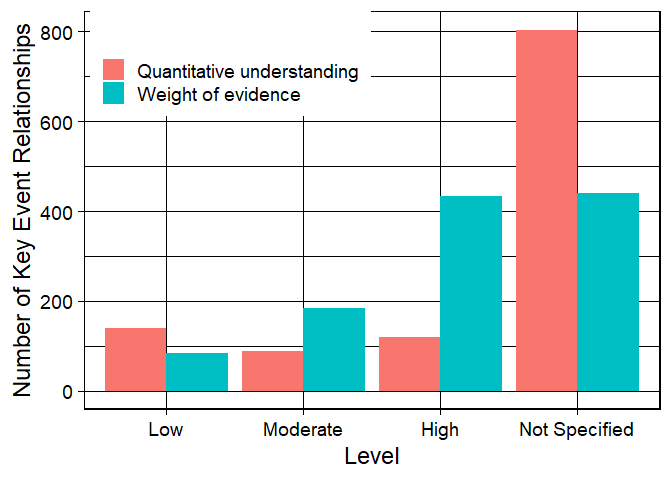 Number of Key Event Relationships
800
600
400
200
0
Quantitative understanding
Weight of evidence
Low
Moderate
High
Not Specified
Level